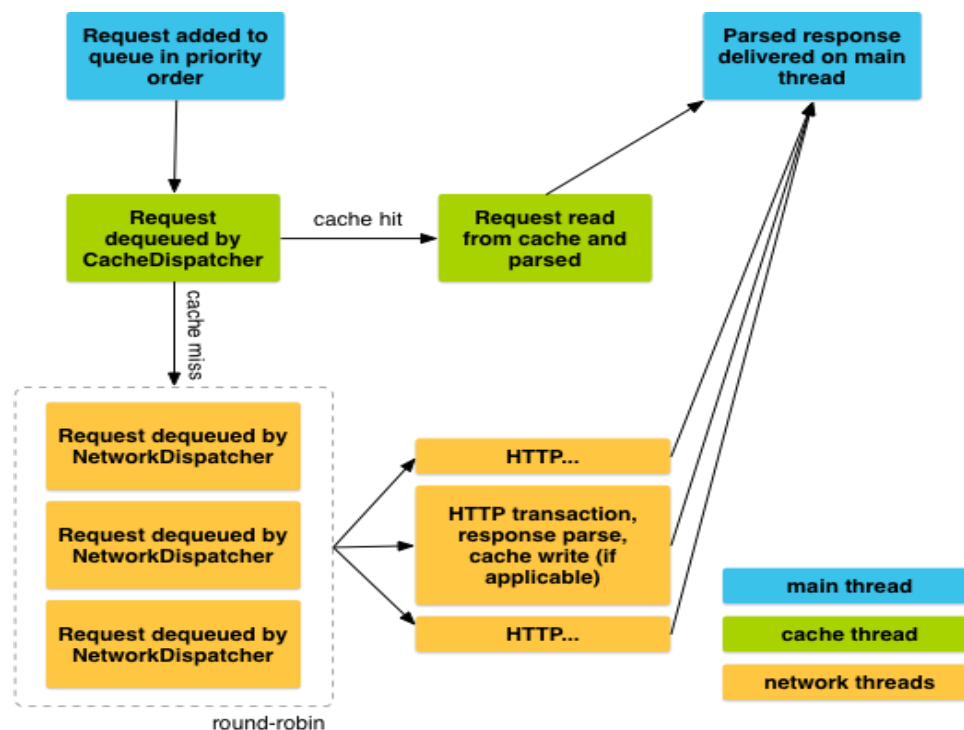 Request added to
queue in priority
order
Parsed response
delivered on main
thread
Request
dequeued by
CacheDispatcher
cache hit
Request read
from cache and
parsed
cache miss
Request dequeued by
NetworkDispatcher
Request dequeued by
NetworkDispatcher
Request dequeued by
NetworkDispatcher
HTTP...
HTTP transaction,
response parse,
cache write (if
applicable)
HTTP...
main thread
cache thread
network threads
round-robin